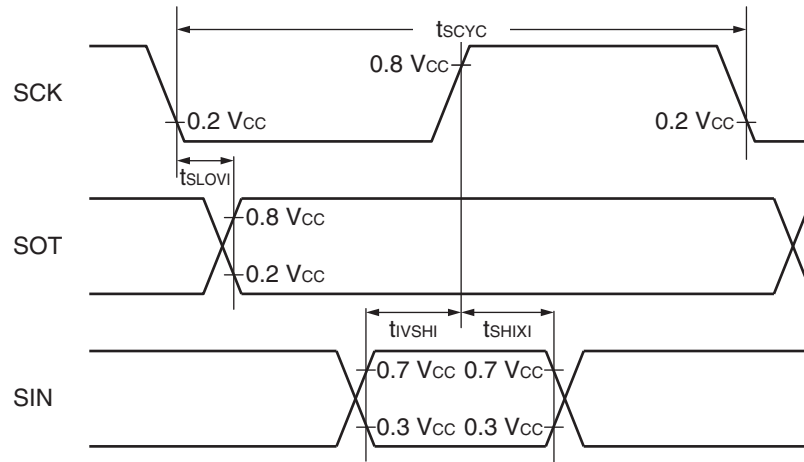 tSCYC
SCK
0.8 VCC
0.2 VCC
0.2 VCC
tSLOVI
SOT
0.8 VCC
0.2 VCC
tIVSHI
tSHIXI
SIN
0.7 VCC
0.7 VCC
0.3 VCC
0.3 VCC